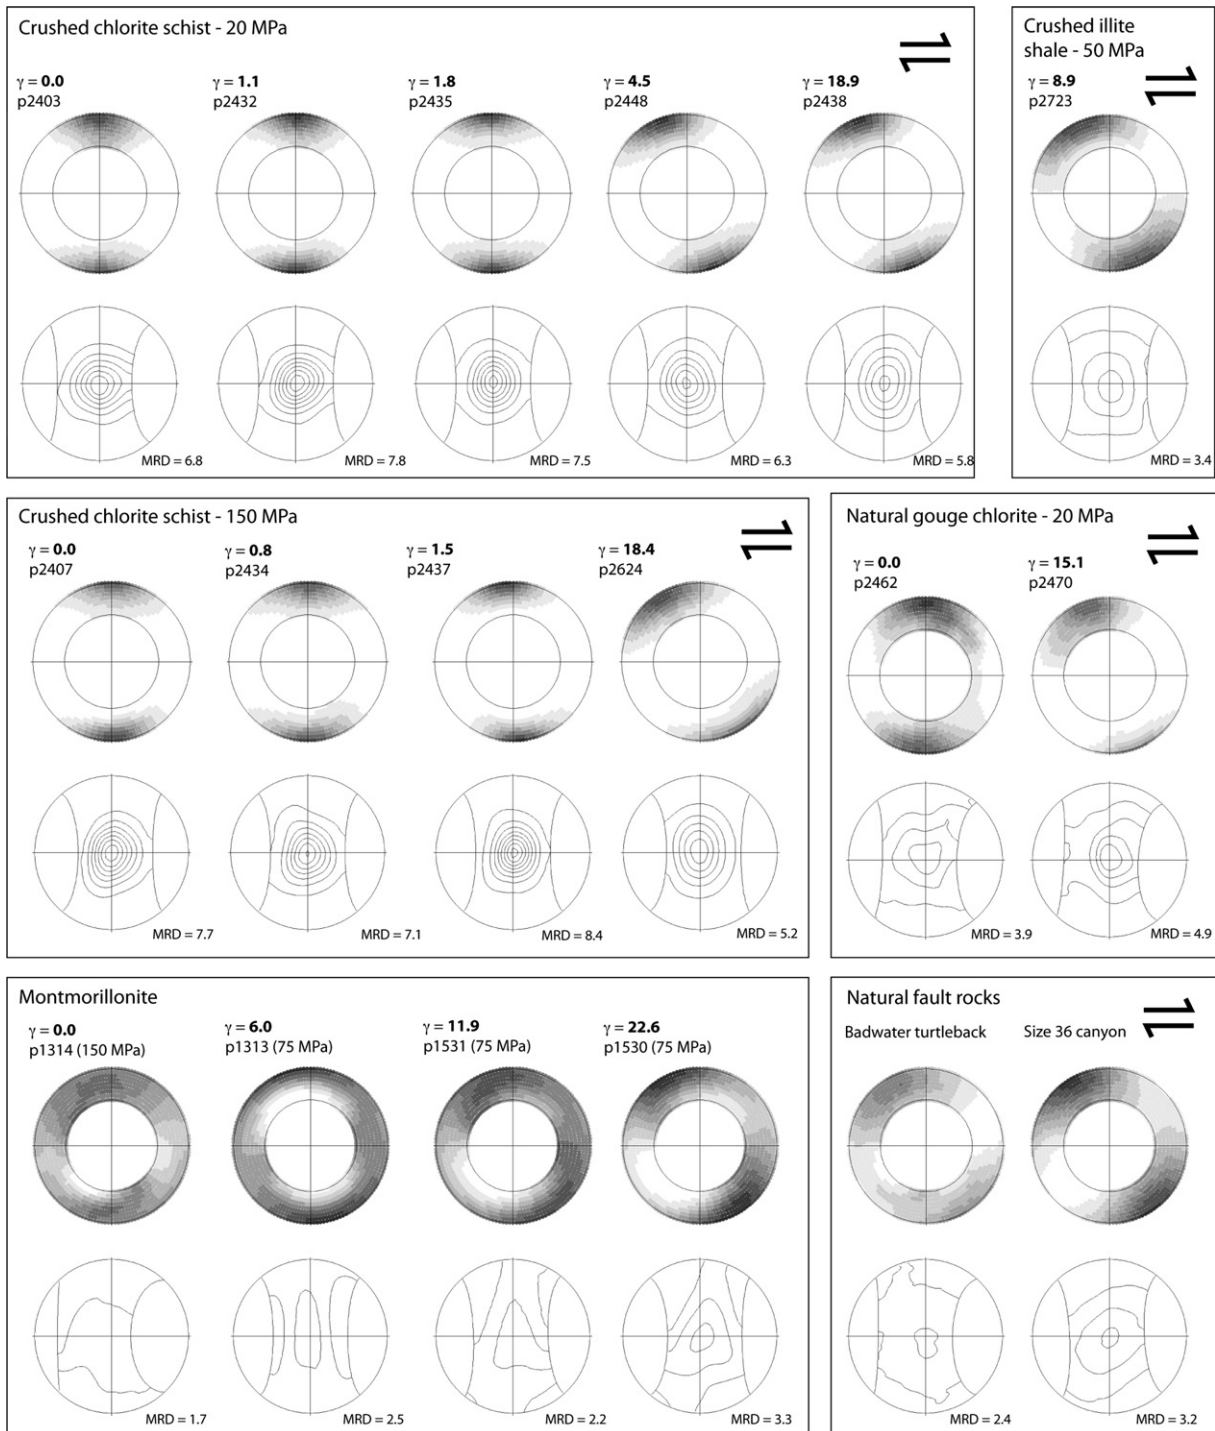 Crushed chlorite schist - 20 MPa
γ = 0.0
p2403
γ = 1.1
p2432
γ = 1.8
p2435
γ = 4.5
p2448
γ = 18.9
p2438
MRD = 6.8
MRD = 7.8
MRD = 7.5
MRD = 6.3
MRD = 5.8
Crushed illite
shale - 50 MPa
γ = 8.9
p2723
MRD = 3.4
Crushed chlorite schist - 150 MPa
γ = 0.0
p2407
γ = 0.8
p2434
γ = 1.5
p2437
γ = 18.4
p2624
MRD = 7.7
MRD = 7.1
MRD = 8.4
MRD = 5.2
Natural gouge chlorite - 20 MPa
γ = 0.0
p2462
γ = 15.1
p2470
MRD = 3.9
MRD = 4.9
Montmorillonite
γ = 0.0
p1314 (150 MPa)
γ = 6.0
p1313 (75 MPa)
γ = 11.9
p1531 (75 MPa)
γ = 22.6
p1530 (75 MPa)
MRD = 1.7
MRD = 2.5
MRD = 2.2
MRD = 3.3
Natural fault rocks
Badwater turtleback
Size 36 canyon
MRD = 2.4
MRD = 3.2